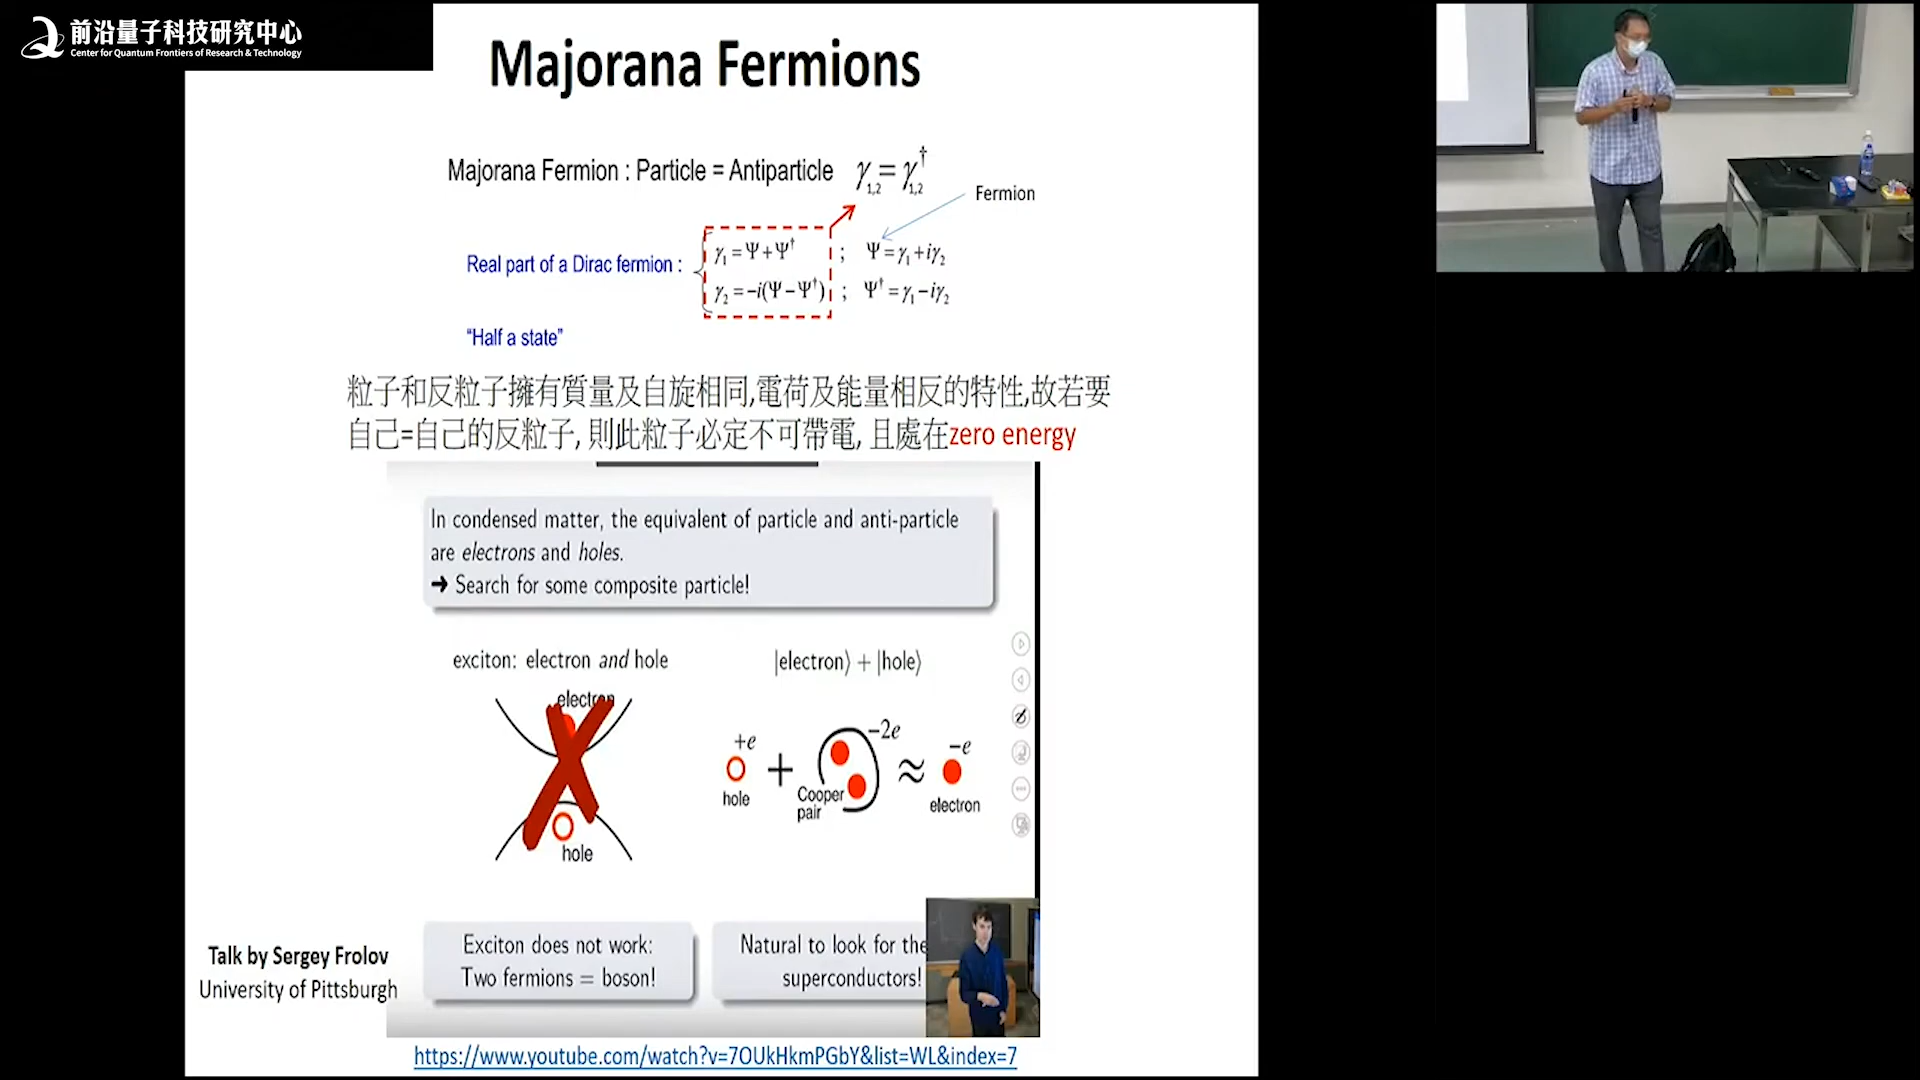 前沿量子科技研究中心
Center for Quantum Frontiers of Research & Technology
Majorana Fermions
Majorana Fermion : Particle = Antiparticle γ₁,₂ = γ₁,₂†
Fermion
Real part of a Dirac fermion :
γ₁ = Ψ + Ψ† ; Ψ = γ₁ + iγ₂
γ₂ = −i(Ψ − Ψ†) ; Ψ† = γ₁ − iγ₂
“Half a state”
粒子和反粒子擁有質量及自旋相同,電荷及能量相反的特性,故若要
自己=自己的反粒子, 則此粒子必定不可帶電, 且處在zero energy
In condensed matter, the equivalent of particle and anti-particle
are electrons and holes.
➜ Search for some composite particle!
exciton: electron and hole
electron
hole
|electron⟩ + |hole⟩
+e
hole
+
−2e
Cooper
pair
≈
−e
electron
Exciton does not work:
Two fermions = boson!
Natural to look for the
superconductors!
Talk by Sergey Frolov
University of Pittsburgh
https://www.youtube.com/watch?v=7OUkHkmPGbY&list=WL&index=7